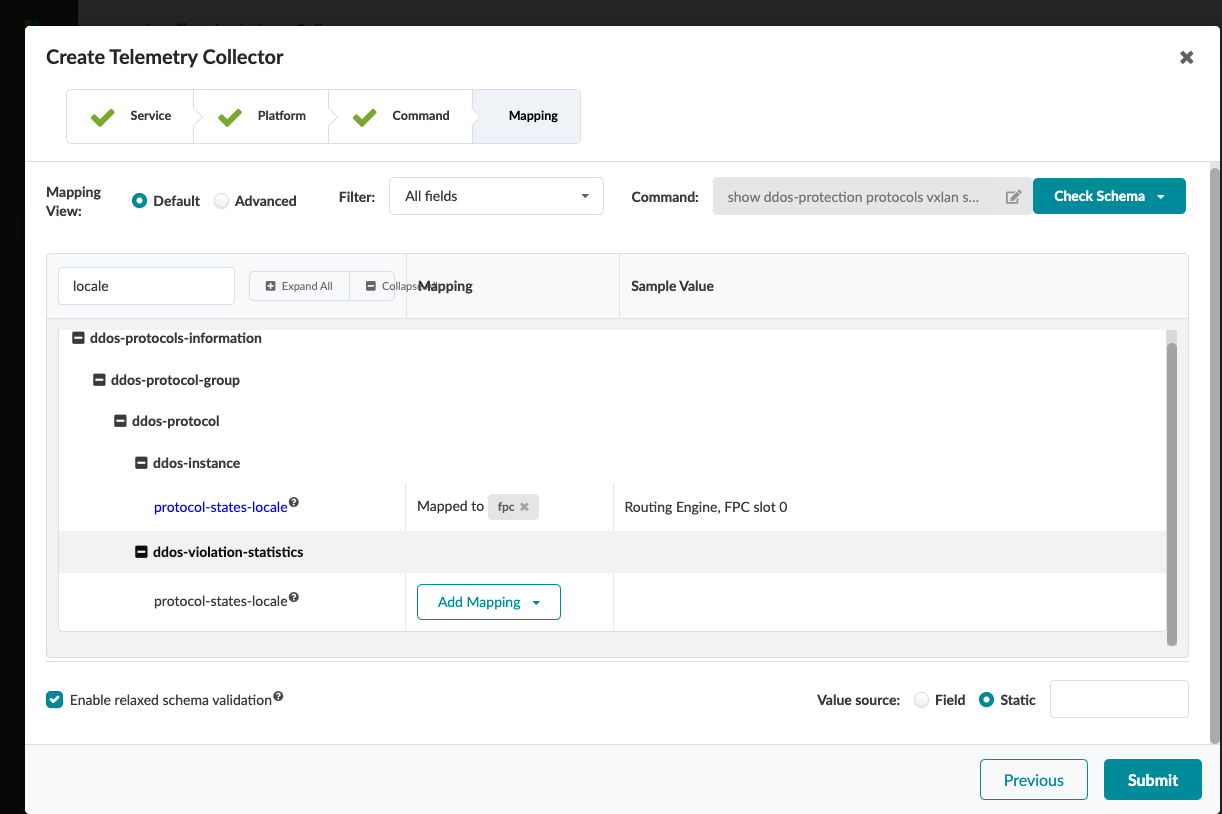 Create Telemetry Collector
Service
Platform
Command
Mapping
Mapping View:
Default
Advanced
Filter:
All fields
Command:
show ddos-protection protocols vxlan s...
Check Schema
locale
Expand All
Collapse
Mapping
Sample Value
ddos-protocols-information
ddos-protocol-group
ddos-protocol
ddos-instance
protocol-states-locale
Mapped to fpc
Routing Engine, FPC slot 0
ddos-violation-statistics
protocol-states-locale
Add Mapping
Enable relaxed schema validation
Value source:
Field
Static
Previous
Submit